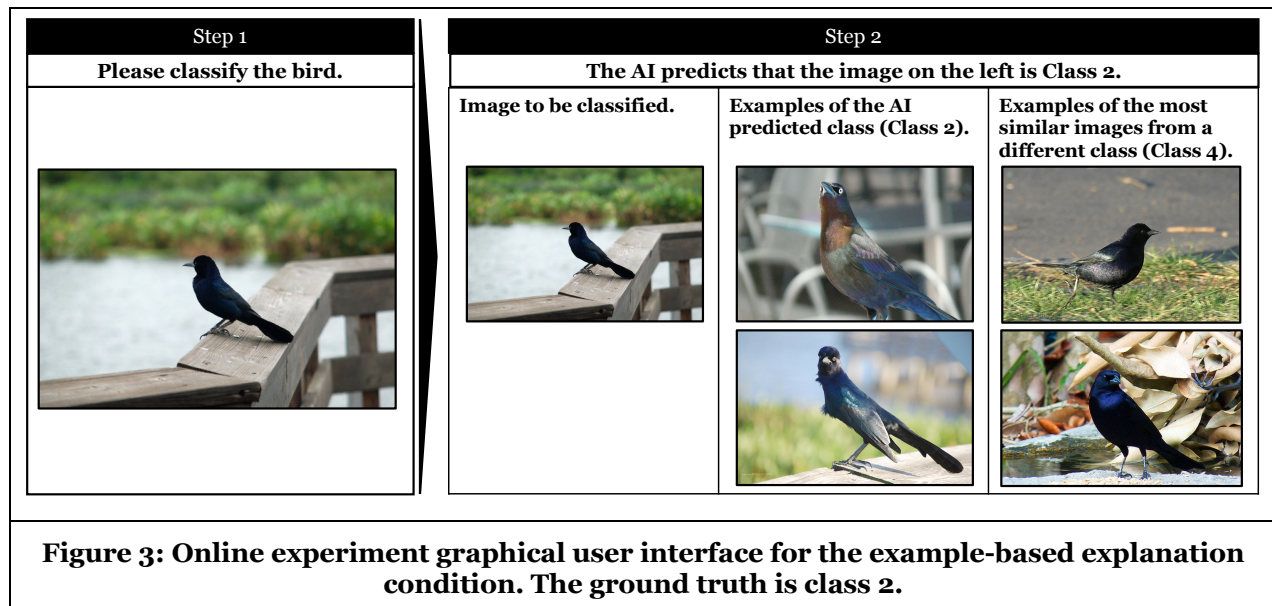 Step 1
Please classify the bird.
Step 2
The AI predicts that the image on the left is Class 2.
Image to be classified.
Examples of the AI
predicted class (Class 2).
Examples of the most
similar images from a
different class (Class 4).
Figure 3: Online experiment graphical user interface for the example-based explanation
condition. The ground truth is class 2.